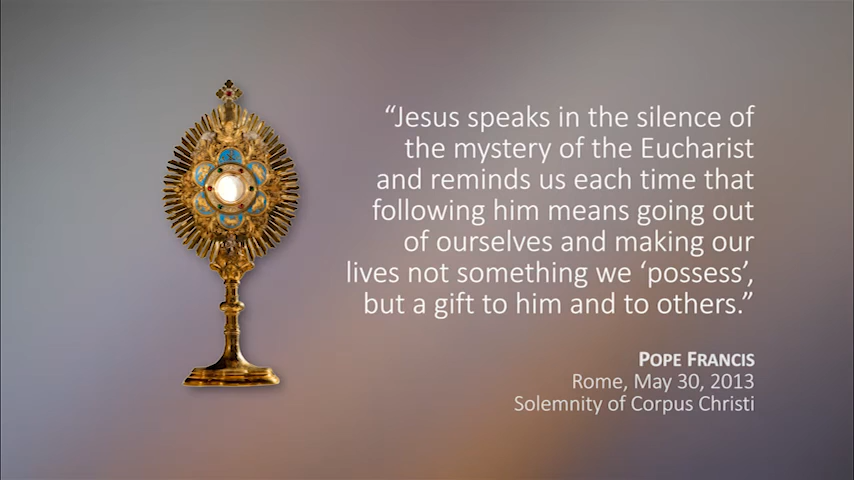 “Jesus speaks in the silence of
the mystery of the Eucharist
and reminds us each time that
following him means going out
of ourselves and making our
lives not something we ‘possess’,
but a gift to him and to others.”
POPE FRANCIS
Rome, May 30, 2013
Solemnity of Corpus Christi